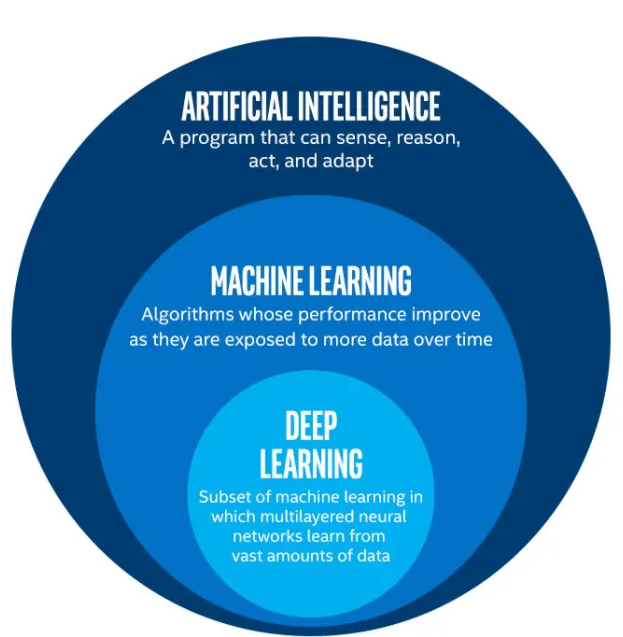 ARTIFICIAL INTELLIGENCE
A program that can sense, reason,
act, and adapt
MACHINE LEARNING
Algorithms whose performance improve
as they are exposed to more data over time
DEEP
LEARNING
Subset of machine learning in
which multilayered neural
networks learn from
vast amounts of data